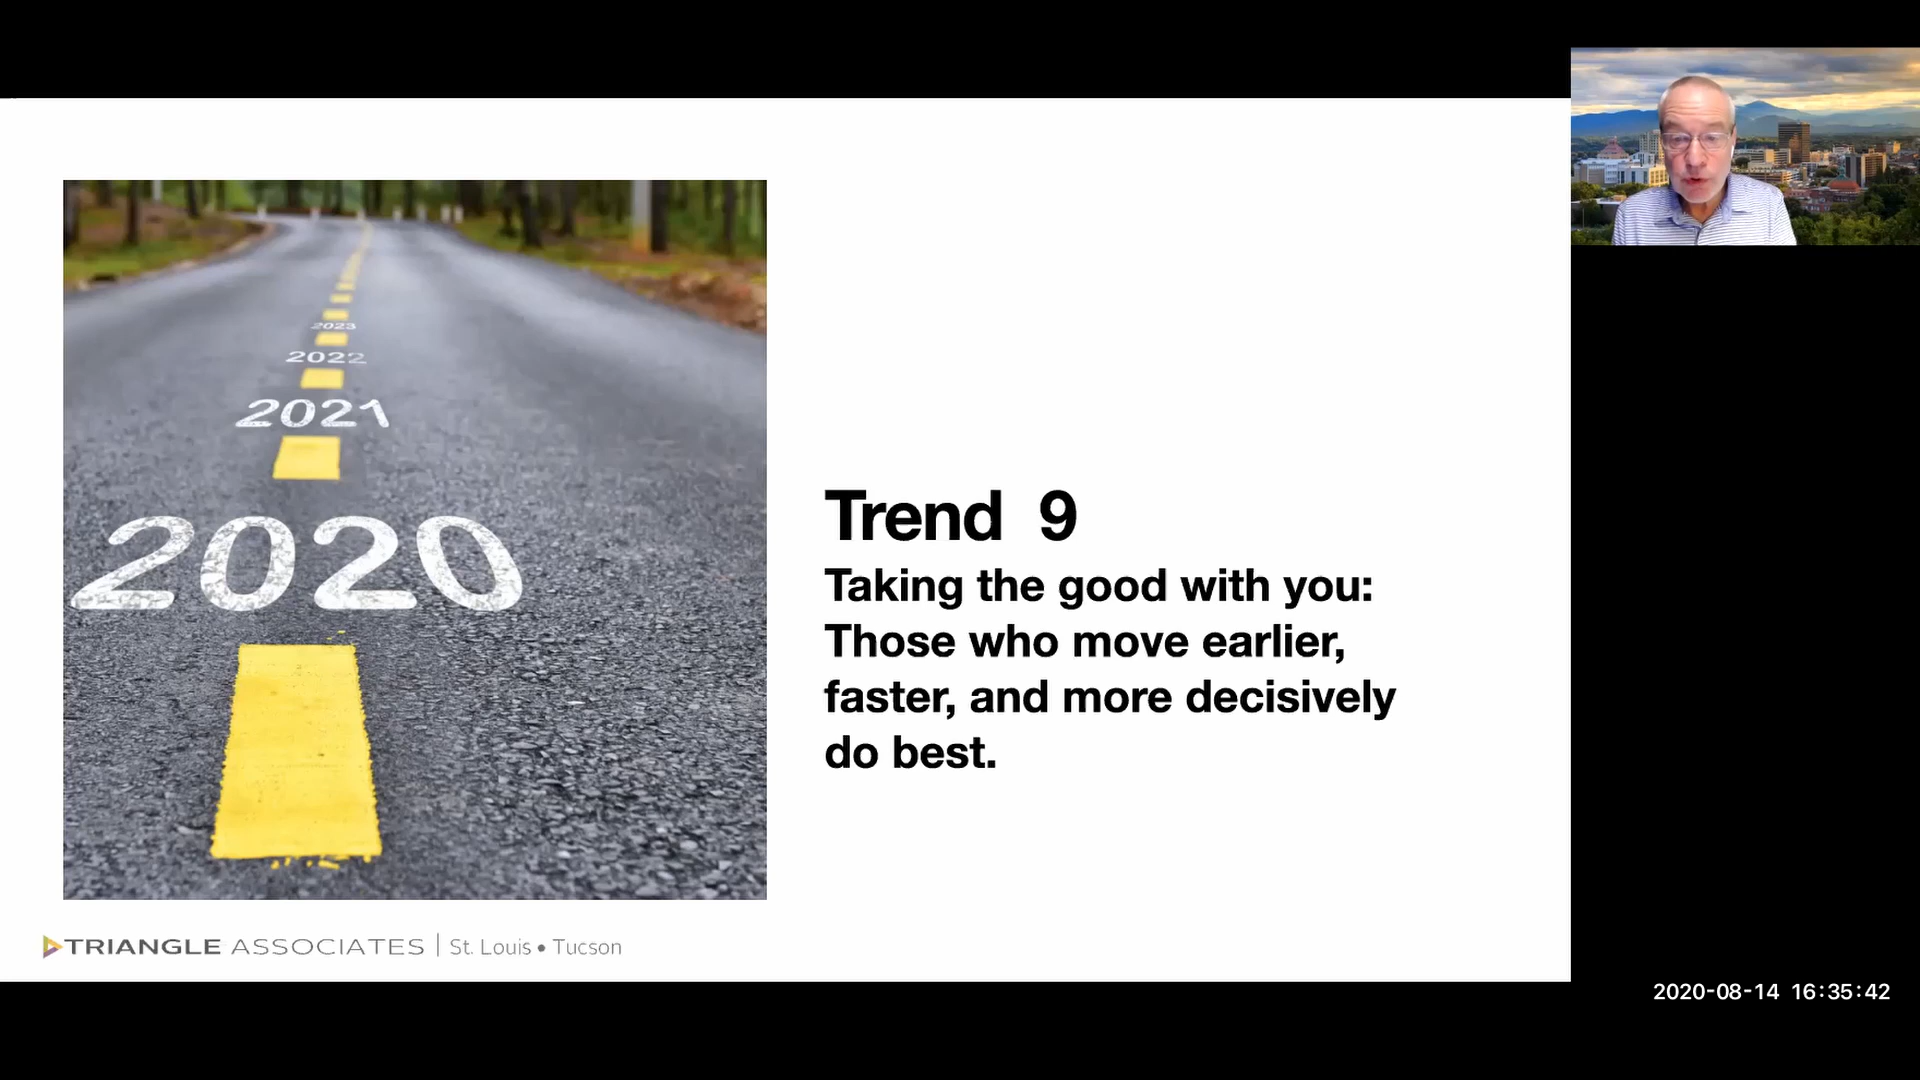 2023
2022
2021
2020
Trend 9
Taking the good with you:
Those who move earlier,
faster, and more decisively
do best.
TRIANGLE ASSOCIATES | St. Louis • Tucson
2020-08-14 16:35:42